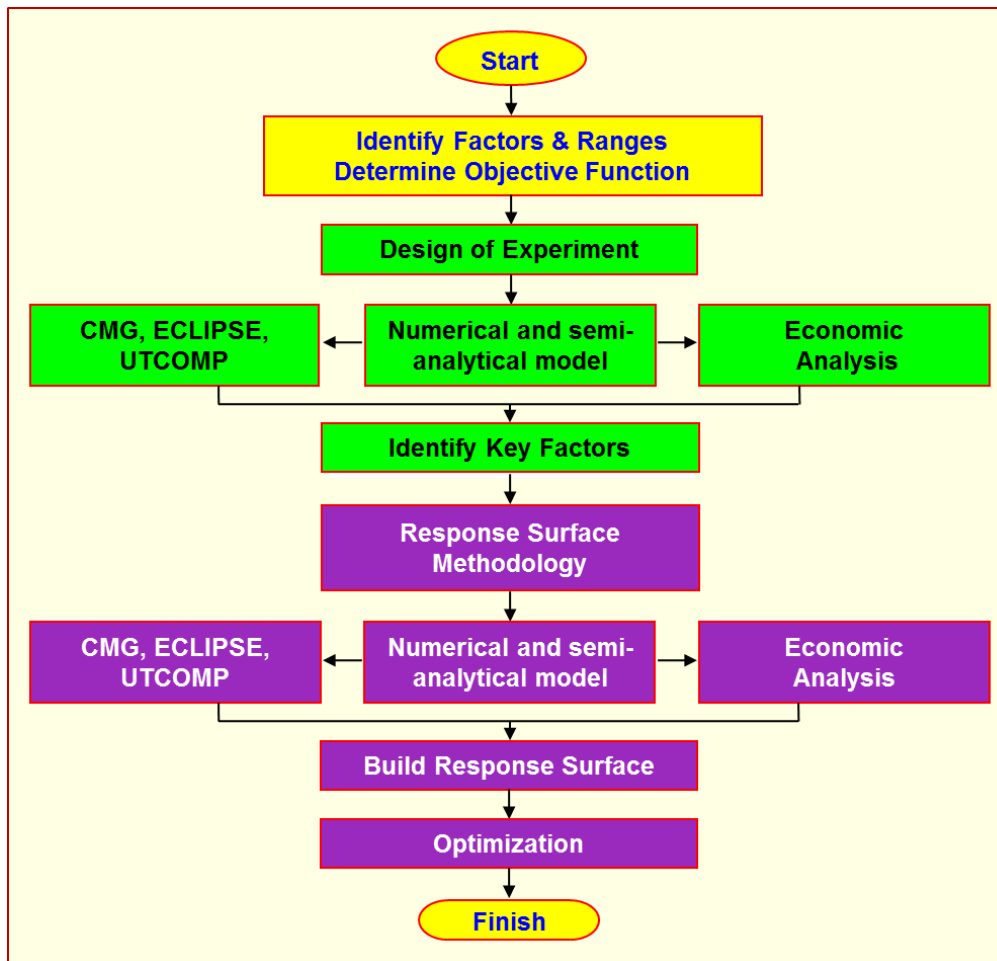 Start
Identify Factors & Ranges
Determine Objective Function
Design of Experiment
CMG, ECLIPSE,
UTCOMP
Numerical and semi-
analytical model
Economic
Analysis
Identify Key Factors
Response Surface
Methodology
CMG, ECLIPSE,
UTCOMP
Numerical and semi-
analytical model
Economic
Analysis
Build Response Surface
Optimization
Finish